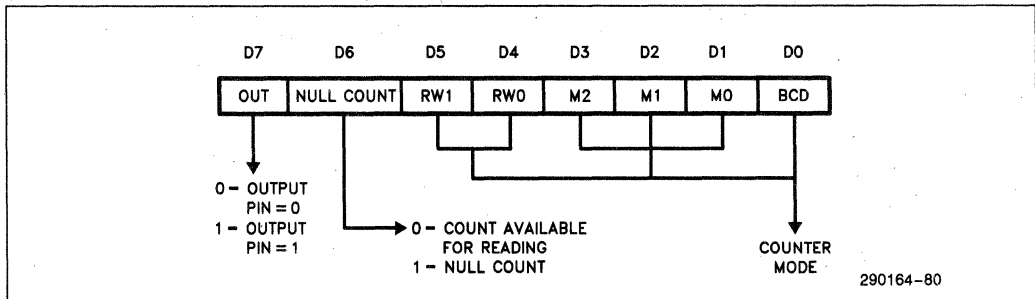 D7 D6 D5 D4 D3 D2 D1 D0
OUT NULL COUNT RW1 RW0 M2 M1 M0 BCD
0 – OUTPUT
PIN = 0
1 – OUTPUT
PIN = 1
0 – COUNT AVAILABLE
FOR READING
1 – NULL COUNT
COUNTER
MODE
290164-80